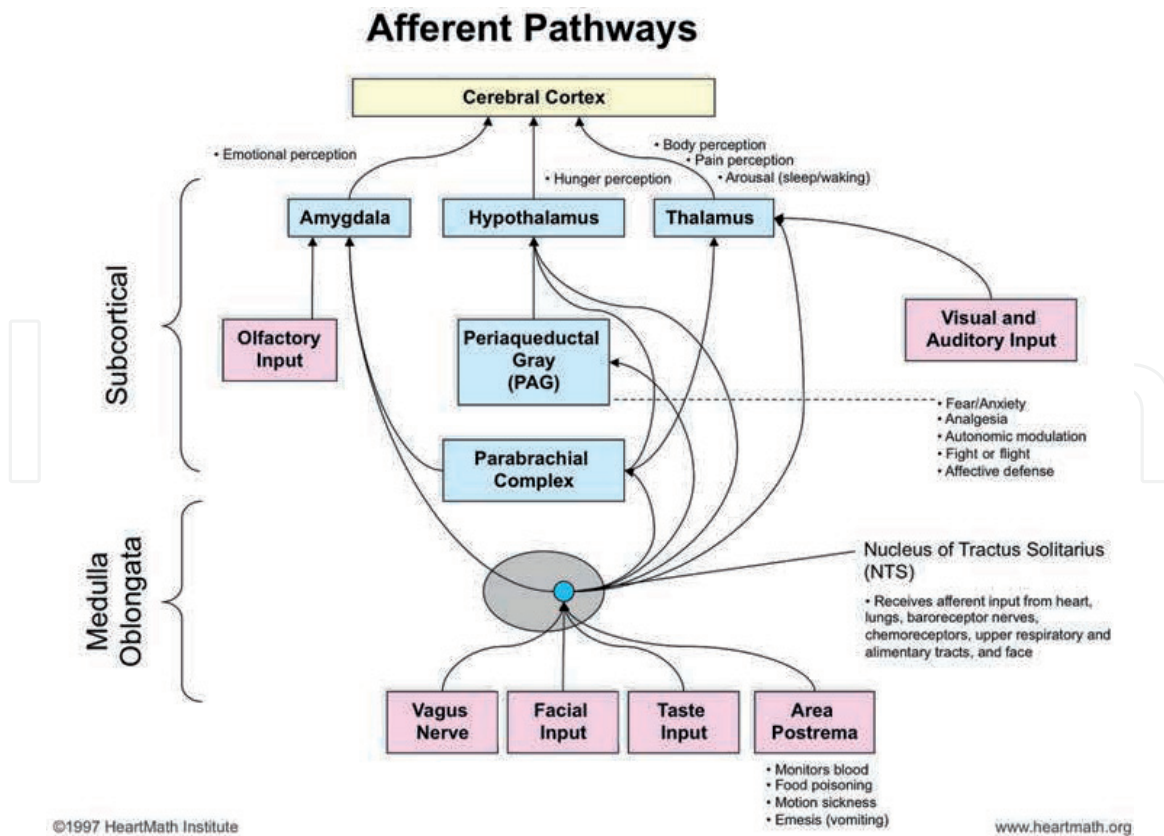 Afferent Pathways
Cerebral Cortex
• Emotional perception
• Hunger perception
• Body perception
• Pain perception
• Arousal (sleep/waking)
Subcortical
Amygdala
Hypothalamus
Thalamus
Olfactory
Input
Periaqueductal
Gray
(PAG)
Visual and
Auditory Input
• Fear/Anxiety
• Analgesia
• Autonomic modulation
• Fight or flight
• Affective defense
Parabrachial
Complex
Medulla
Oblongata
Nucleus of Tractus Solitarius
(NTS)
• Receives afferent input from heart,
lungs, baroreceptor nerves,
chemoreceptors, upper respiratory and
alimentary tracts, and face
Vagus
Nerve
Facial
Input
Taste
Input
Area
Postrema
• Monitors blood
• Food poisoning
• Motion sickness
• Emesis (vomiting)
©1997 HeartMath Institute
www.heartmath.org